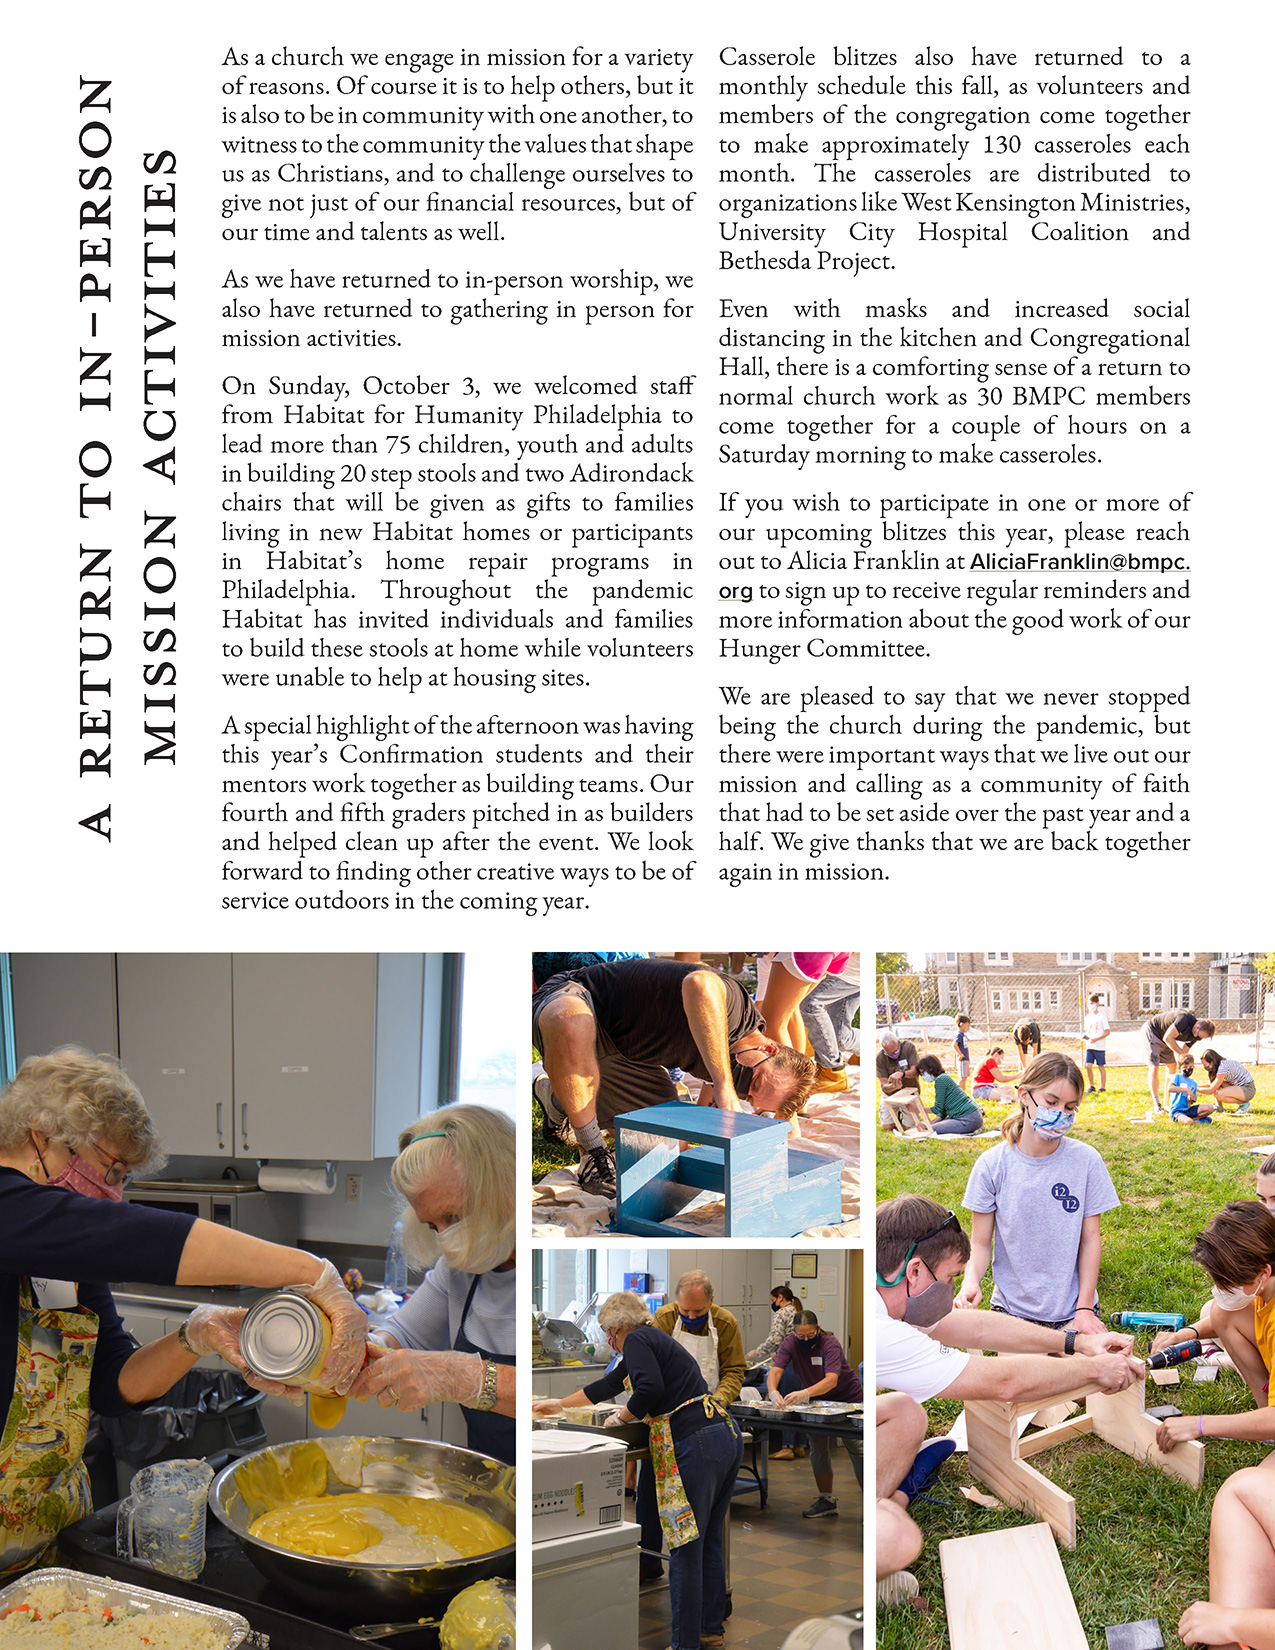 A RETURN TO IN-PERSON
MISSION ACTIVITIES
As a church we engage in mission for a variety
of reasons. Of course it is to help others, but it
is also to be in community with one another, to
witness to the community the values that shape
us as Christians, and to challenge ourselves to
give not just of our financial resources, but of
our time and talents as well.
As we have returned to in-person worship, we
also have returned to gathering in person for
mission activities.
On Sunday, October 3, we welcomed staff
from Habitat for Humanity Philadelphia to
lead more than 75 children, youth and adults
in building 20 step stools and two Adirondack
chairs that will be given as gifts to families
living in new Habitat homes or participants
in Habitat’s home repair programs in
Philadelphia. Throughout the pandemic
Habitat has invited individuals and families
to build these stools at home while volunteers
were unable to help at housing sites.
A special highlight of the afternoon was having
this year’s Confirmation students and their
mentors work together as building teams. Our
fourth and fifth graders pitched in as builders
and helped clean up after the event. We look
forward to finding other creative ways to be of
service outdoors in the coming year.
Casserole blitzes also have returned to a
monthly schedule this fall, as volunteers and
members of the congregation come together
to make approximately 130 casseroles each
month. The casseroles are distributed to
organizations like West Kensington Ministries,
University City Hospital Coalition and
Bethesda Project.
Even with masks and increased social
distancing in the kitchen and Congregational
Hall, there is a comforting sense of a return to
normal church work as 30 BMPC members
come together for a couple of hours on a
Saturday morning to make casseroles.
If you wish to participate in one or more of
our upcoming blitzes this year, please reach
out to Alicia Franklin at AliciaFranklin@bmpc.
org to sign up to receive regular reminders and
more information about the good work of our
Hunger Committee.
We are pleased to say that we never stopped
being the church during the pandemic, but
there were important ways that we live out our
mission and calling as a community of faith
that had to be set aside over the past year and a
half. We give thanks that we are back together
again in mission.
EGG NOODLES
i2
i2